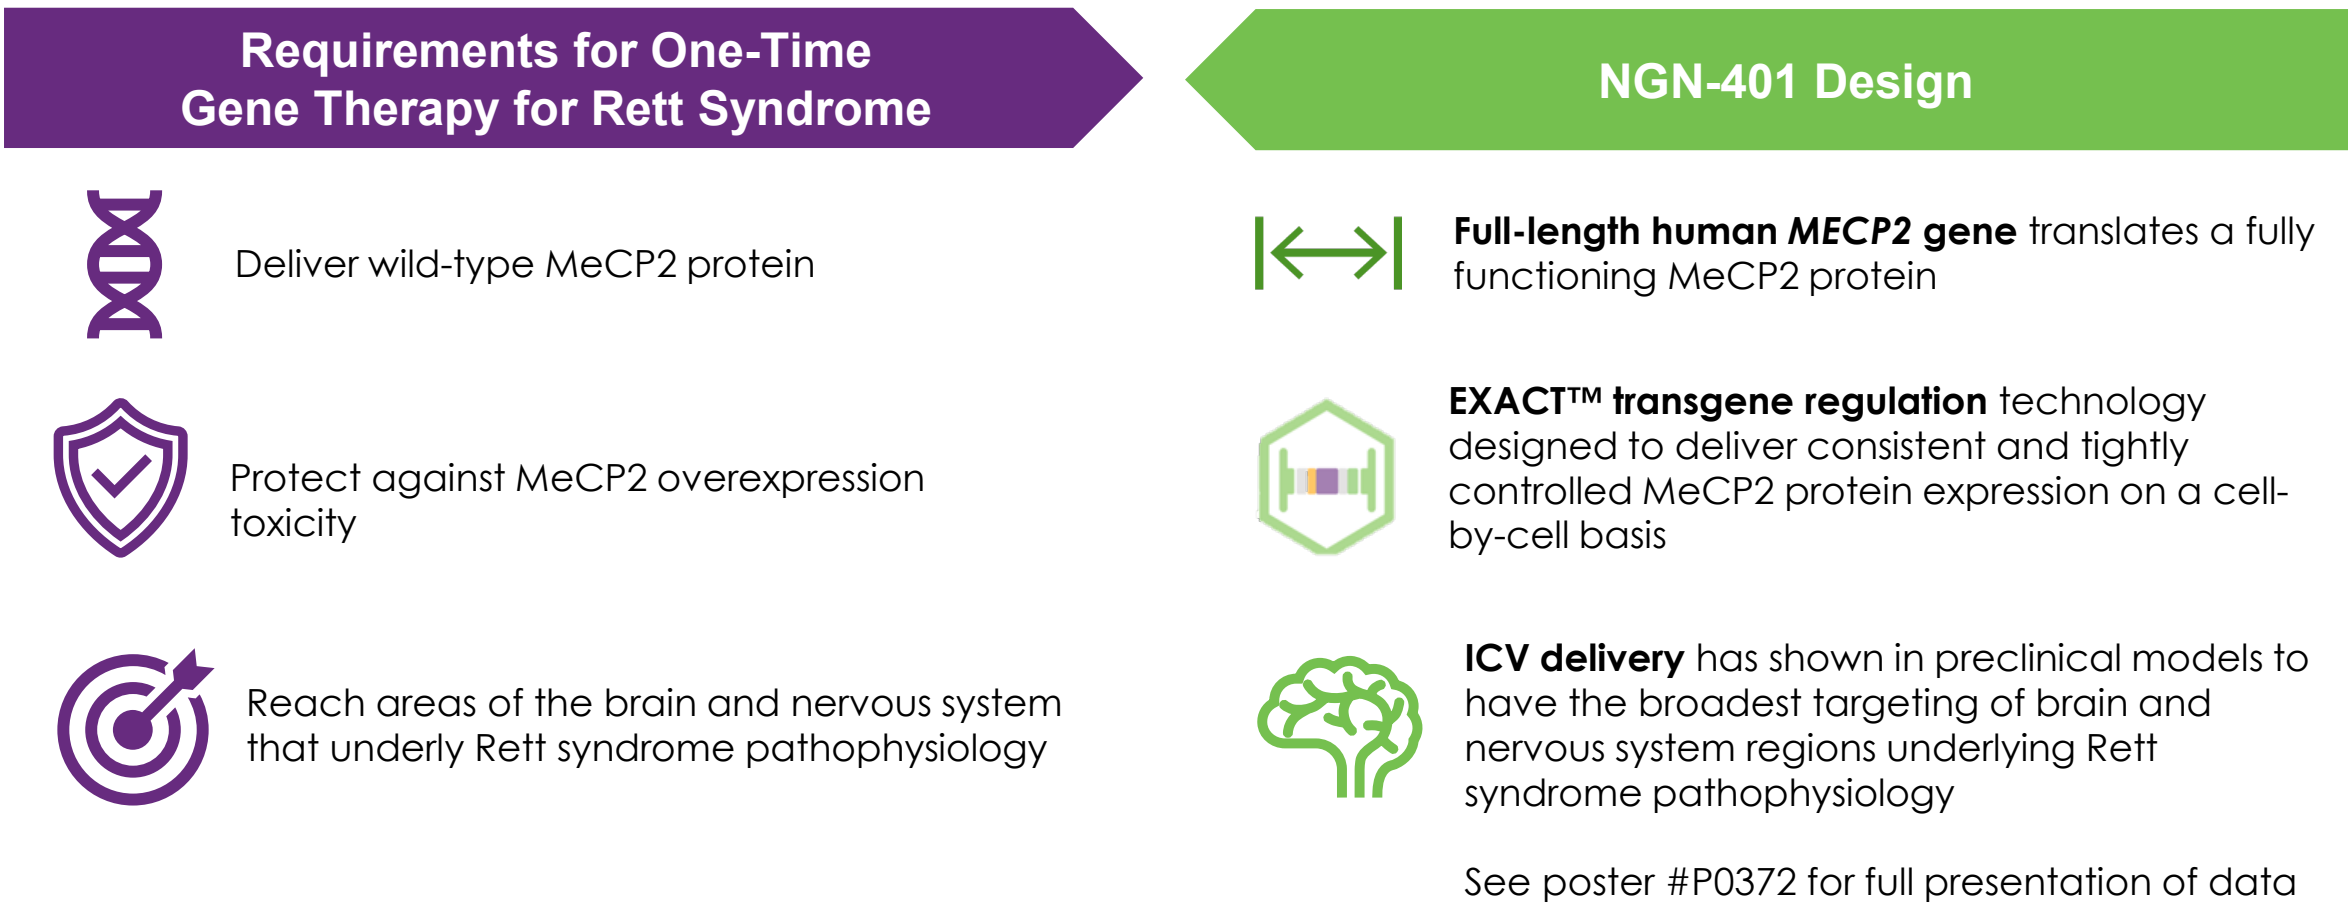 Requirements for One-Time
Gene Therapy for Rett Syndrome
Deliver wild-type MeCP2 protein
Protect against MeCP2 overexpression
toxicity
Reach areas of the brain and nervous system
that underly Rett syndrome pathophysiology
NGN-401 Design
Full-length human MECP2 gene translates a fully
functioning MeCP2 protein
EXACT™ transgene regulation technology
designed to deliver consistent and tightly
controlled MeCP2 protein expression on a cell-
by-cell basis
ICV delivery has shown in preclinical models to
have the broadest targeting of brain and
nervous system regions underlying Rett
syndrome pathophysiology
See poster #P0372 for full presentation of data